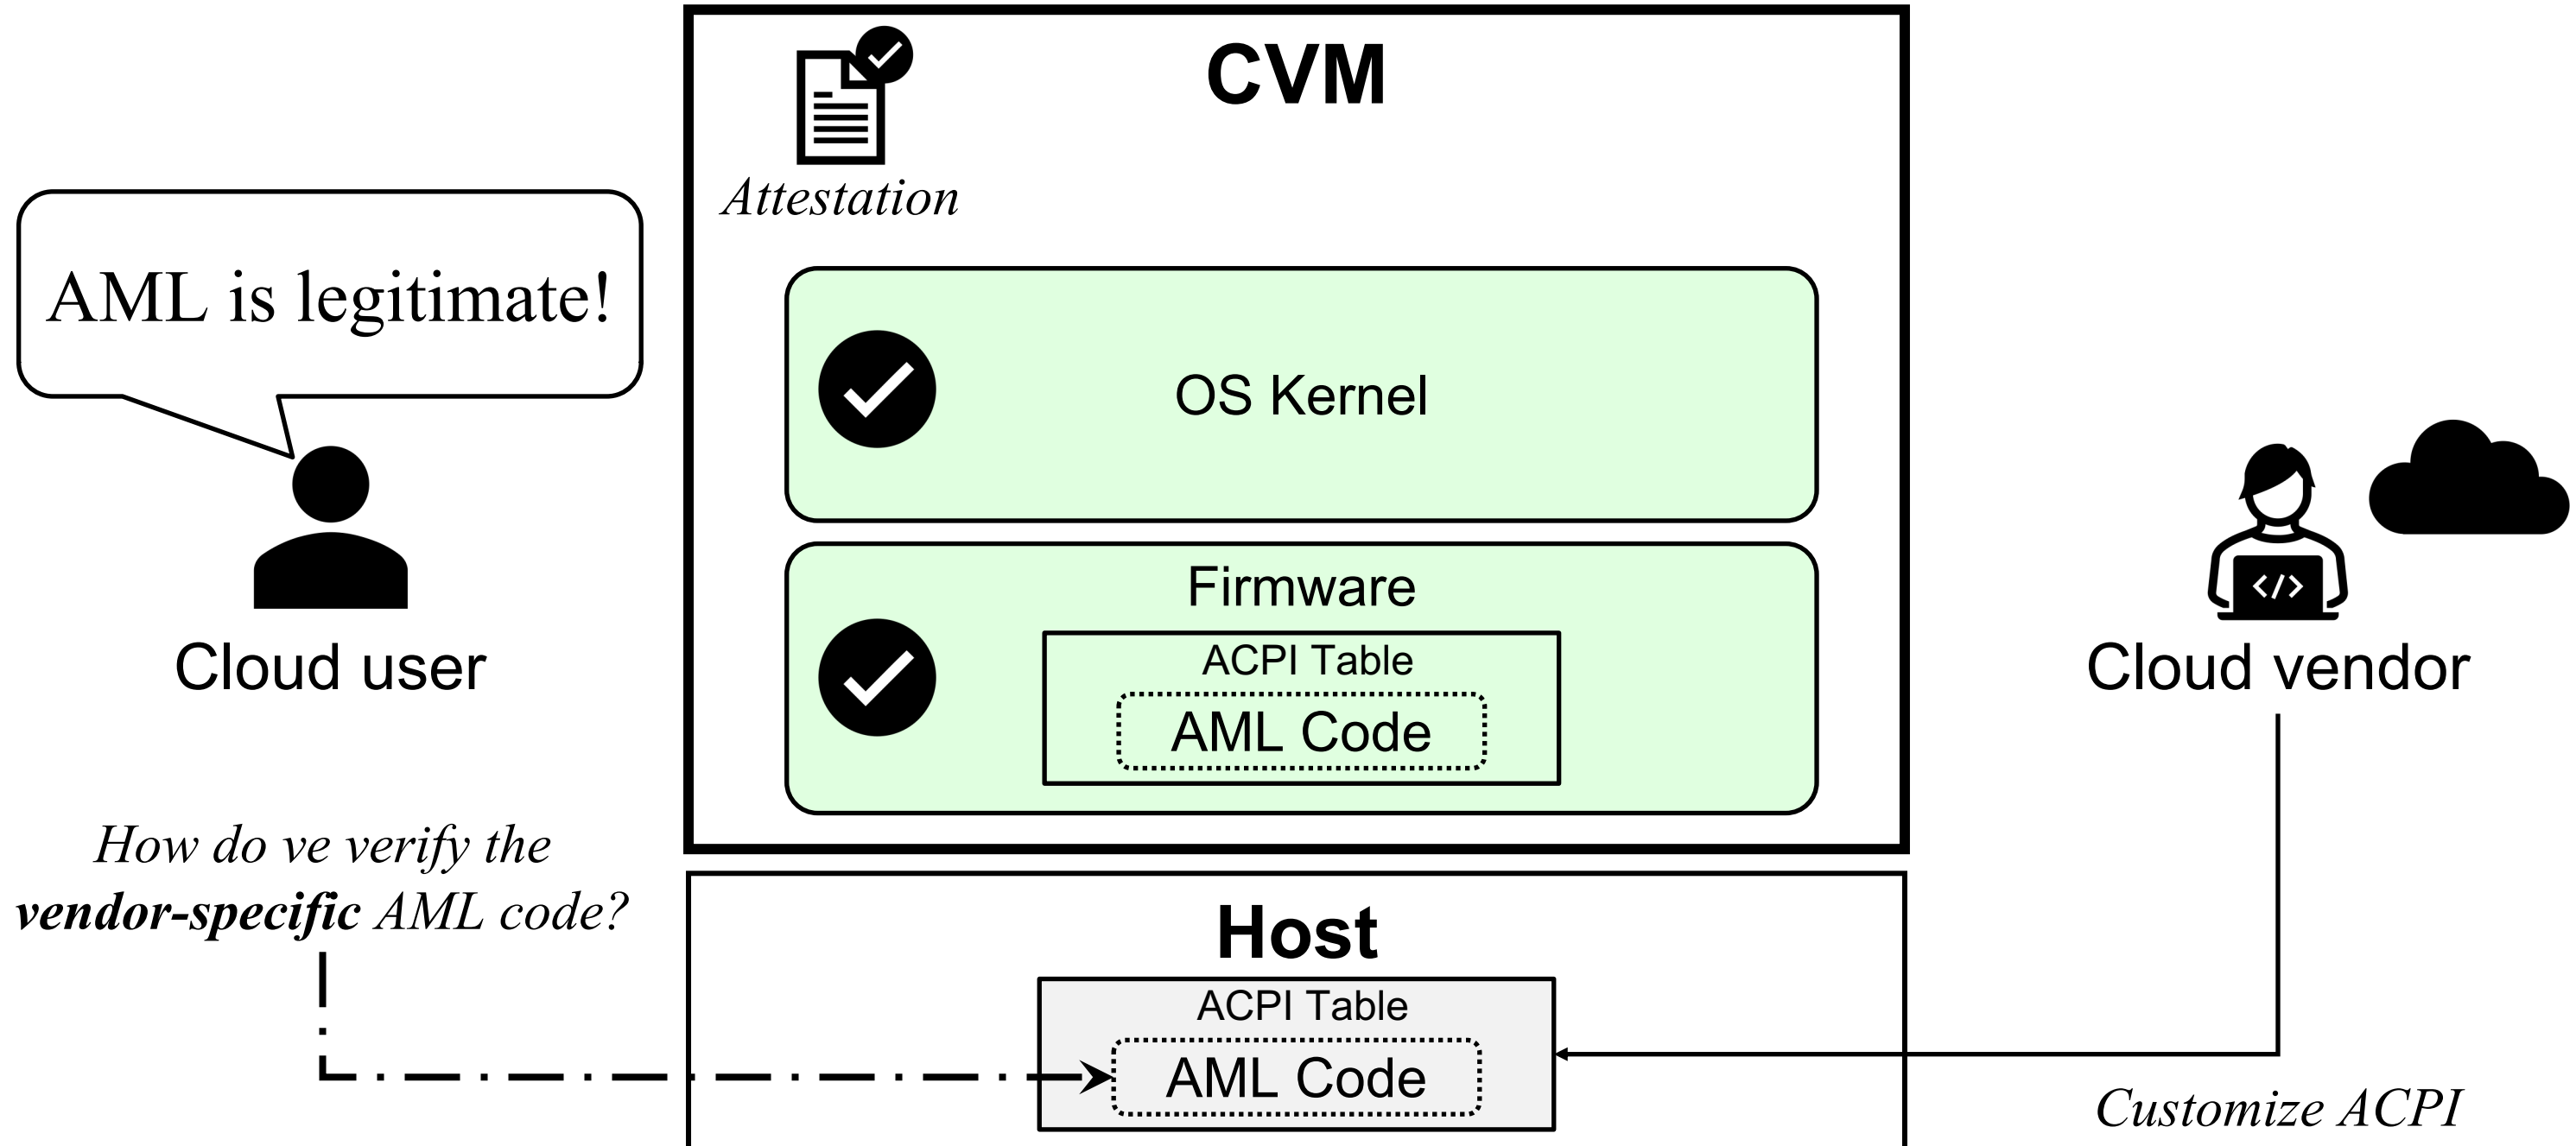 CVM
Attestation
AML is legitimate!
OS Kernel
Firmware
ACPI Table
AML Code
Cloud user
</>
Cloud vendor
How do ve verify the
vendor-specific AML code?
Host
ACPI Table
AML Code
Customize ACPI